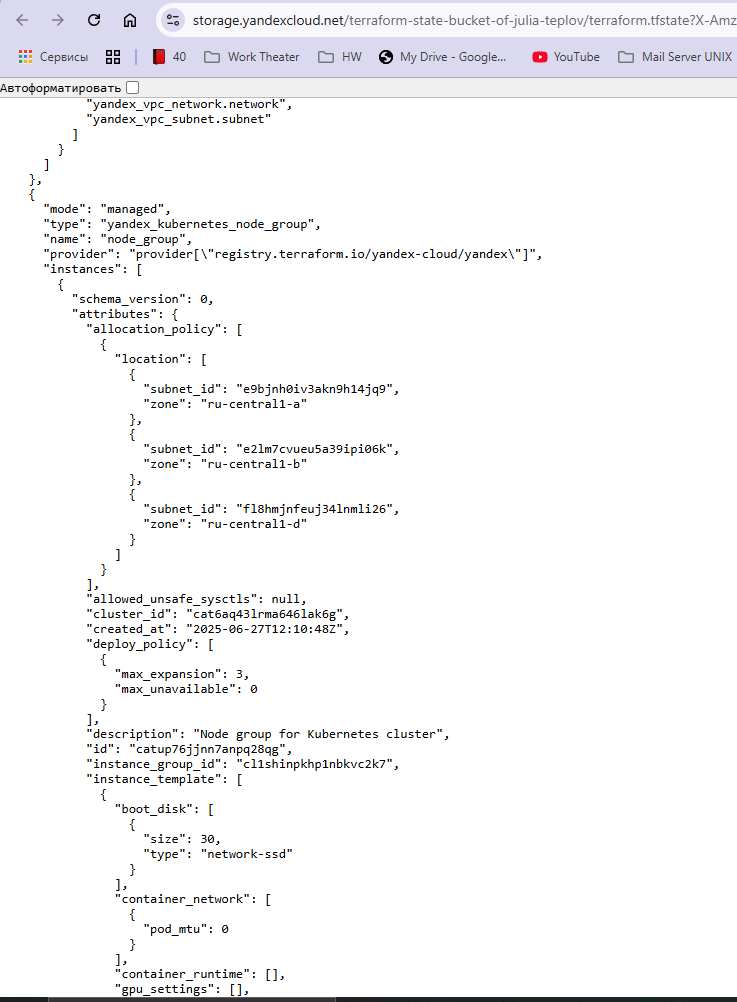 storage.yandexcloud.net/terraform-state-bucket-of-julia-teplov/terraform.tfstate?X-Amz
Сервисы 40 Work Theater HW My Drive - Google... YouTube Mail Server UNIX
Автоформатировать
"yandex_vpc_network.network",
"yandex_vpc_subnet.subnet"
]
}
]
},
{
"mode": "managed",
"type": "yandex_kubernetes_node_group",
"name": "node_group",
"provider": "provider[\"registry.terraform.io/yandex-cloud/yandex\"]",
"instances": [
{
"schema_version": 0,
"attributes": {
"allocation_policy": [
{
"location": [
{
"subnet_id": "e9bjnh0iv3akn9h14jq9",
"zone": "ru-central1-a"
},
{
"subnet_id": "e2lm7cvueu5a39ipi06k",
"zone": "ru-central1-b"
},
{
"subnet_id": "fl8hmjnfeuj34lnmli26",
"zone": "ru-central1-d"
}
]
}
],
"allowed_unsafe_sysctls": null,
"cluster_id": "cat6aq43lrma646lak6g",
"created_at": "2025-06-27T12:10:48Z",
"deploy_policy": [
{
"max_expansion": 3,
"max_unavailable": 0
}
],
"description": "Node group for Kubernetes cluster",
"id": "catup76jjnn7anpq28qg",
"instance_group_id": "cl1shinpkhp1nbkvc2k7",
"instance_template": [
{
"boot_disk": [
{
"size": 30,
"type": "network-ssd"
}
],
"container_network": [
{
"pod_mtu": 0
}
],
"container_runtime": [],
"gpu_settings": [],